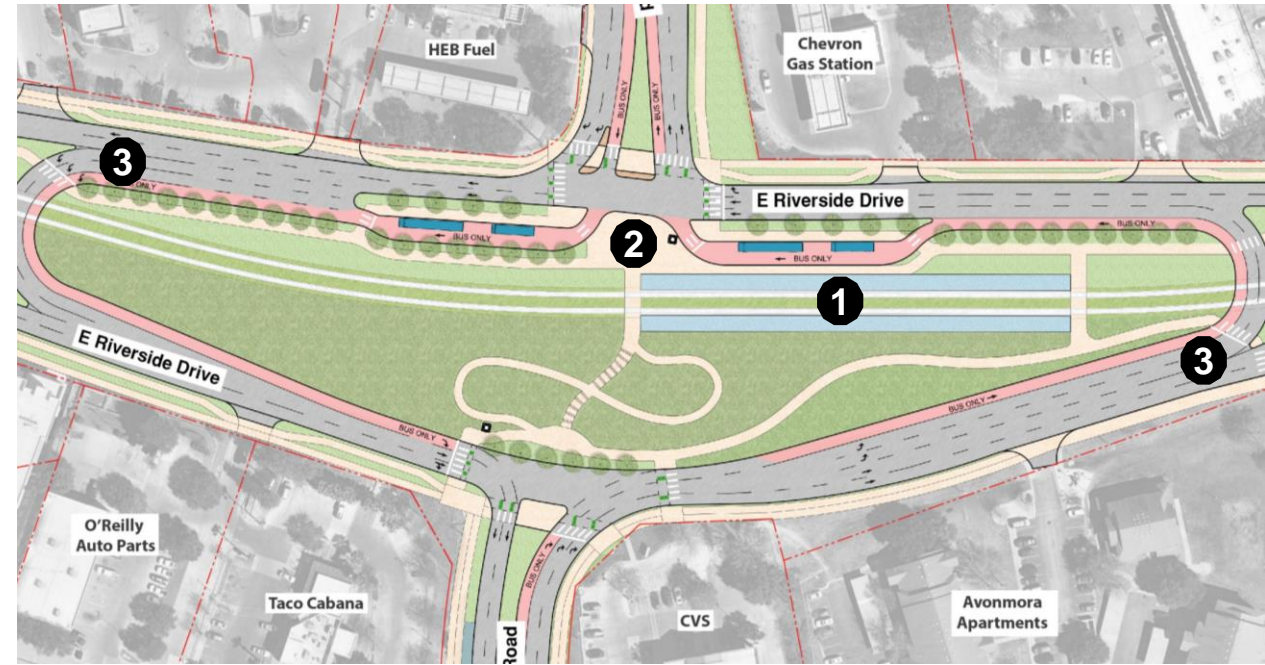 HEB Fuel
Chevron
Gas Station
BUS ONLY
BUS ONLY
3
E Riverside Drive
BUS ONLY
2
BUS ONLY
BUS ONLY
1
E Riverside Drive
3
BUS ONLY
BUS ONLY
O'Reilly
Auto Parts
BUS ONLY
Taco Cabana
CVS
Avonmora
Apartments
Road